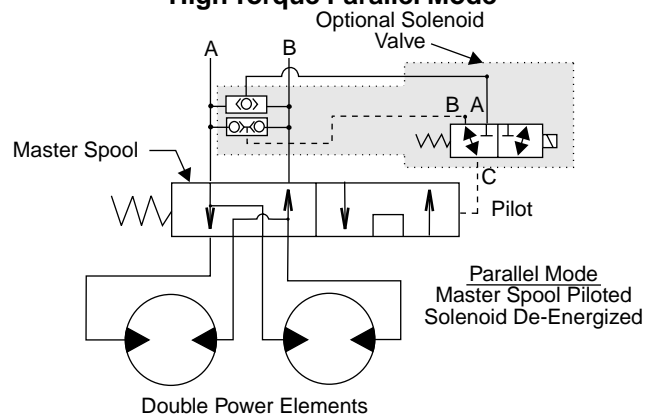 High Torque Parallel Mode
Optional Solenoid
Valve
A
B
B A
Master Spool
C
Pilot
Parallel Mode
Master Spool Piloted
Solenoid De-Energized
Double Power Elements